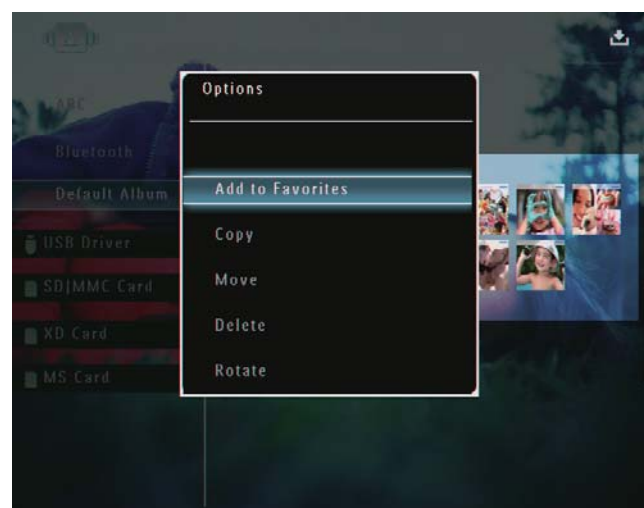 Options
ABC
Bluetooth
Default Album
Add to Favorites
USB Driver
Copy
SD|MMC Card
Move
XD Card
Delete
MS Card
Rotate